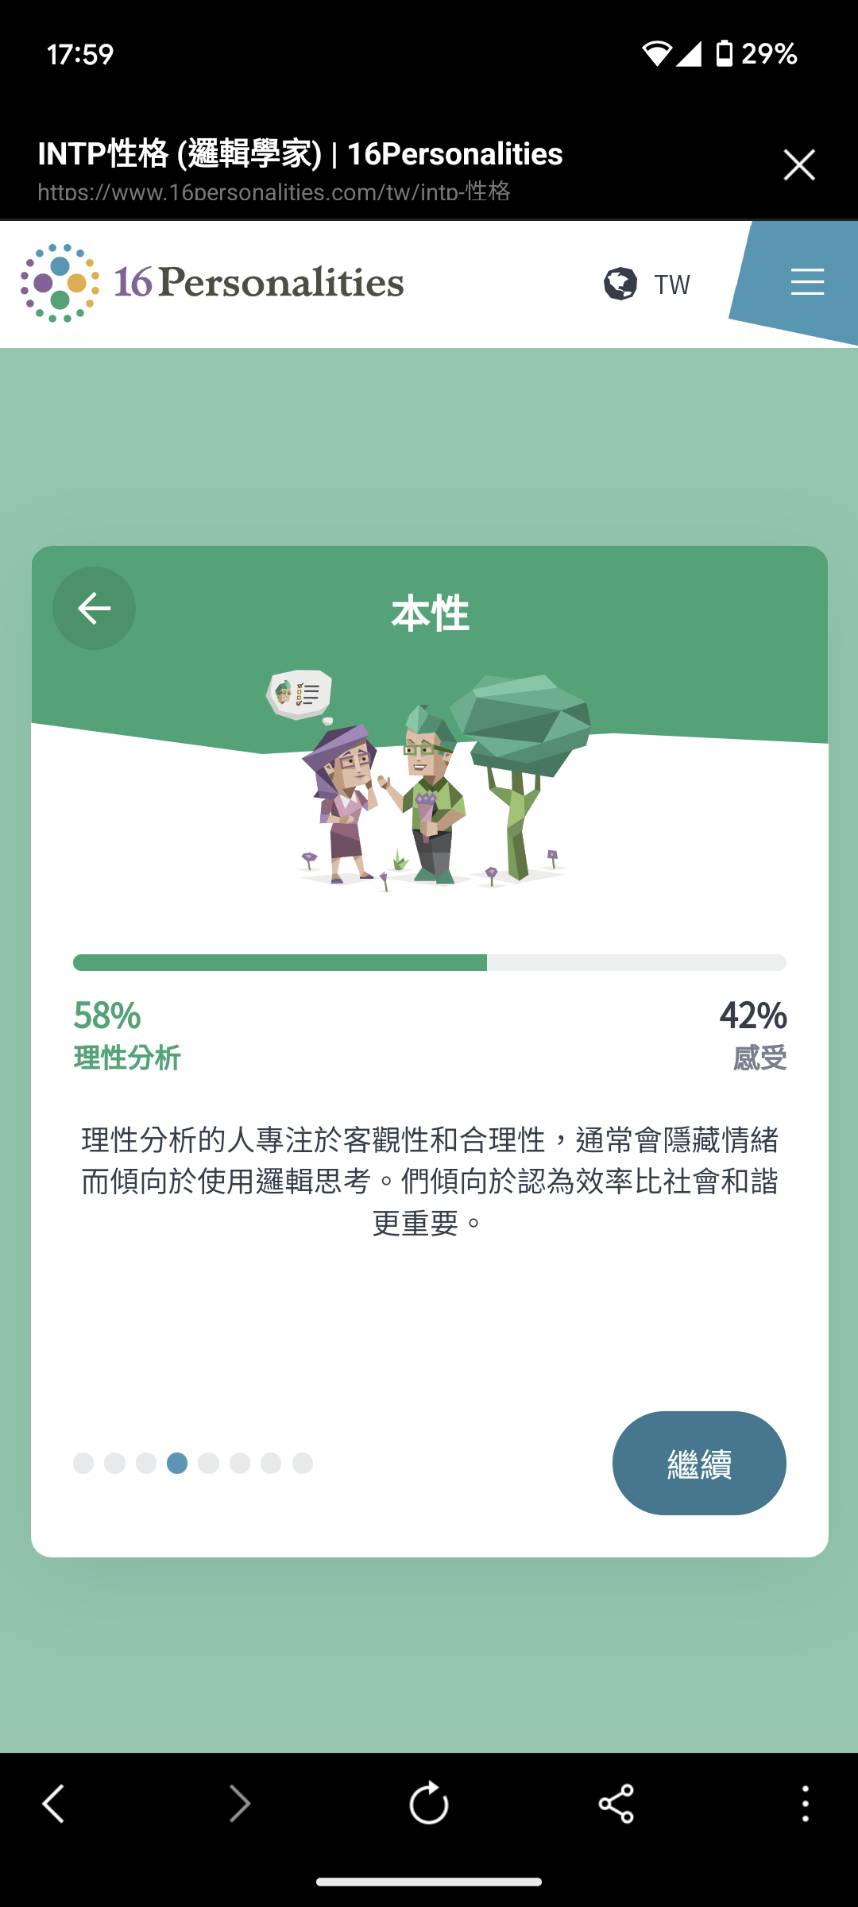 17:59
29%
INTP性格 (邏輯學家) | 16Personalities
https://www.16personalities.com/tw/intp-性格
16Personalities
TW
本性
58%
42%
理性分析
感受
理性分析的人專注於客觀性和合理性，通常會隱藏情緒
而傾向於使用邏輯思考。們傾向於認為效率比社會和諧
更重要。
繼續